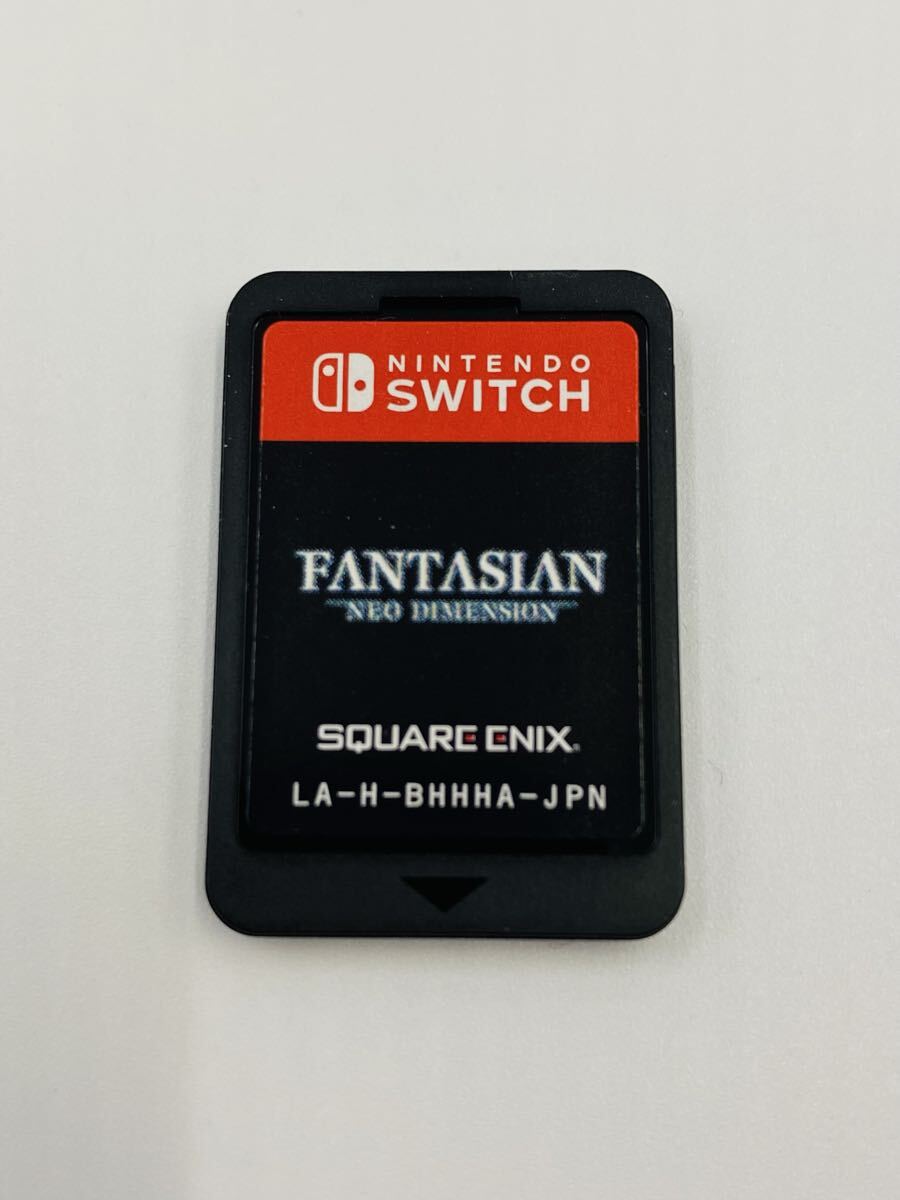 NINTENDO
SWITCH
FANTASIAN
NEO DIMENSION
SQUARE ENIX
LA-H-BHHHA-JPN